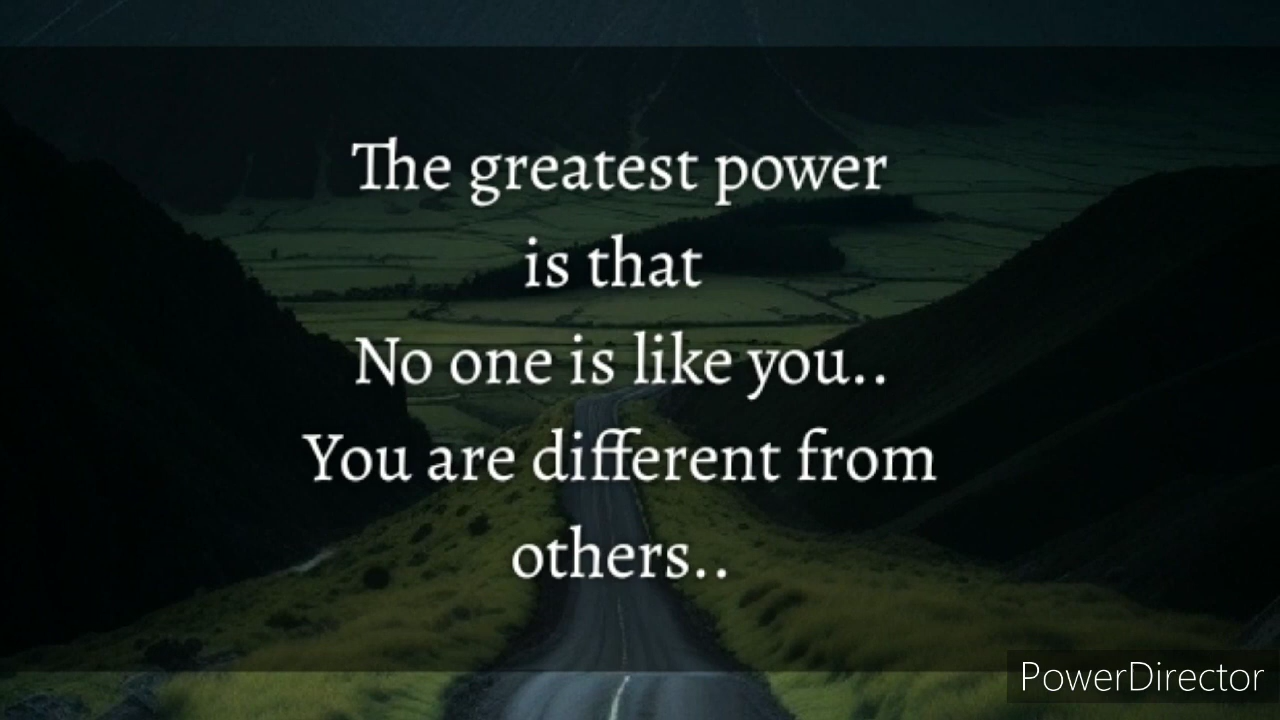 The greatest power
is that
No one is like you..
You are different from
others..
PowerDirector